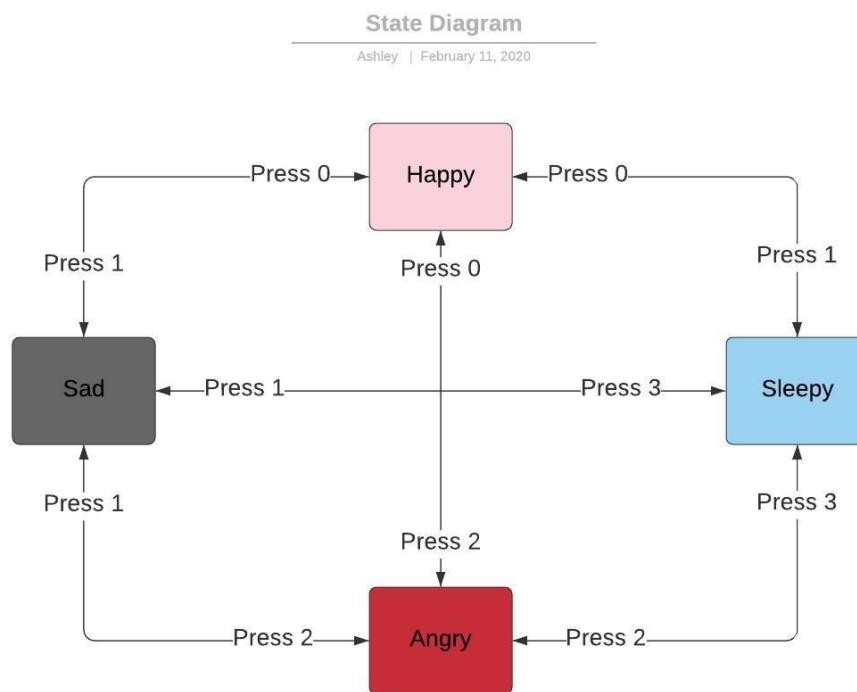 State Diagram
Ashley | February 11, 2020
Press 0
Happy
Press 0
Press 1
Press 0
Press 1
Sad
Press 1
Press 3
Sleepy
Press 1
Press 3
Press 2
Press 2
Angry
Press 2